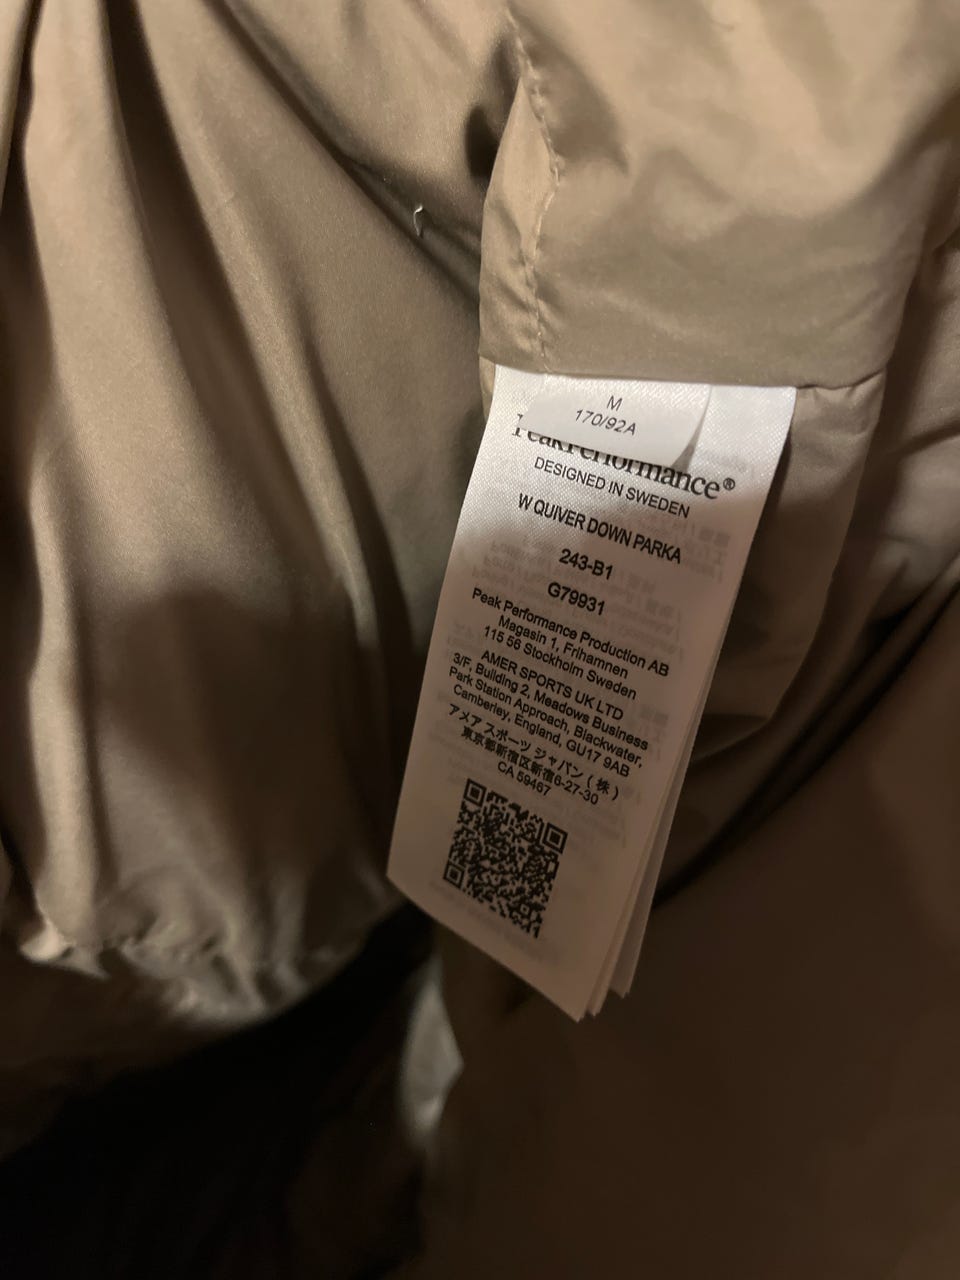 M
170/92A
PeakPerformance®
DESIGNED IN SWEDEN
W QUIVER DOWN PARKA
243-B1
G79931
Peak Performance Production AB
Magasin 1, Frihamnen
115 56 Stockholm Sweden
AMER SPORTS UK LTD
3/F, Building 2, Meadows Business
Park Station Approach, Blackwater,
Camberley, England, GU17 9AB
アメア スポーツ ジャパン ( 株 )
東京都新宿区新宿6-27-30
CA 59467